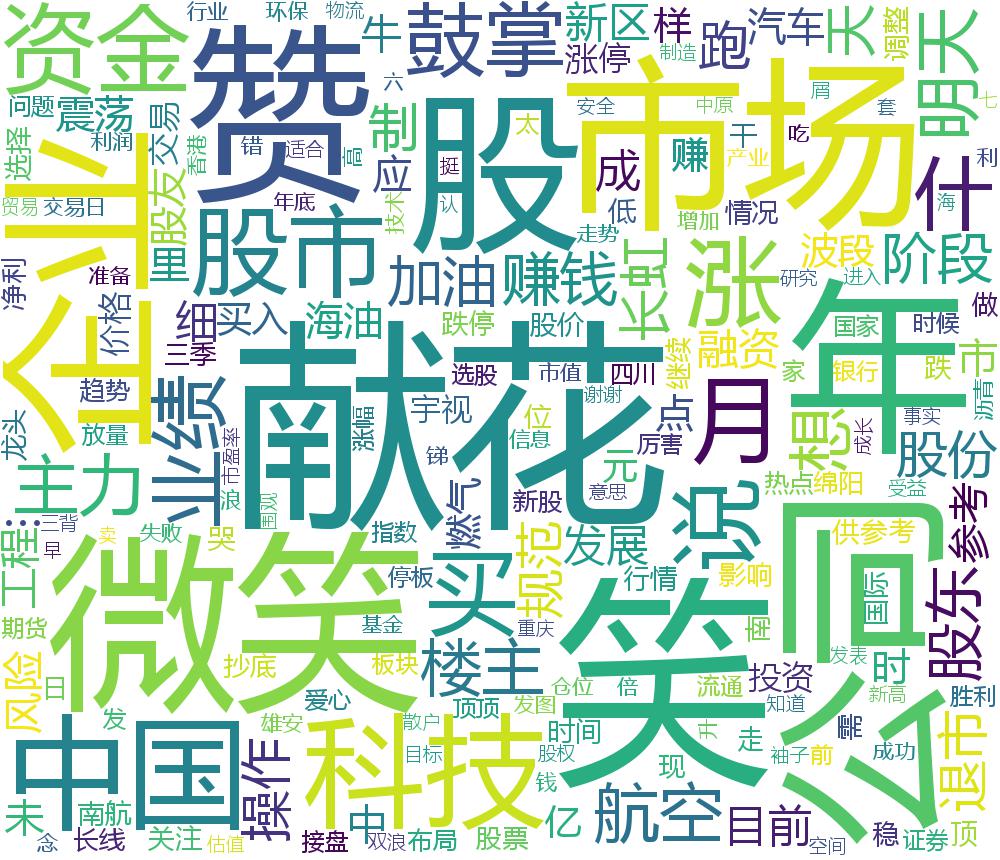 行业
环保
物流
牛
鼓掌
新区
样
跑
汽车
天
调整
明天
资金
赞
涨停
制造
六
股
市场
问题
震荡
交易
利润
香港
错
适合
高
制
太
安全
中原
屑
套
七
选择
企业
股友
年底
应
挺
认
成
赚
干
产业
吃
任
利
贸易
交易日
量
股市
技术
低
走势
增加
情况
海
净利
准备
价格
细
买入
海油
加油
赚钱
长虹
涨
波段
阶段
研究
进入
做
三季
跌停
股价
融资
年
国家
时候
市
趋势
业绩
献花
选股
市值
四川
继续
月
家
银行
跌
沥青
龙头
放量
涨幅
宇视
谢谢
位
点
想
事实
主力
市盈率
信息
厉害
元
说
成长
股份
浪
锑
新股
意思
热点
绵阳
受益
三背
围观
早
卖
失败
哭
指数
燃气
规范
发展
供参考
参考
工程
停板
买
行情
影响
公司
国际
股东
期货
微笑
基金
重庆
笑
南
风险
抄底
板块
楼主
投资
发表
时
日
爱心
仓位
倍
流通
新高
胜利
发
雄安
顶顶
发图
知道
需
退市
中国
操作
科技
散户
时间
升
走
袖子
前
成功
目标
股权
现
未
南航
钱
航空
目前
稳
顶
念
长线
关注
估值
接盘
中
双浪
布局
股票
亿
空间
证券